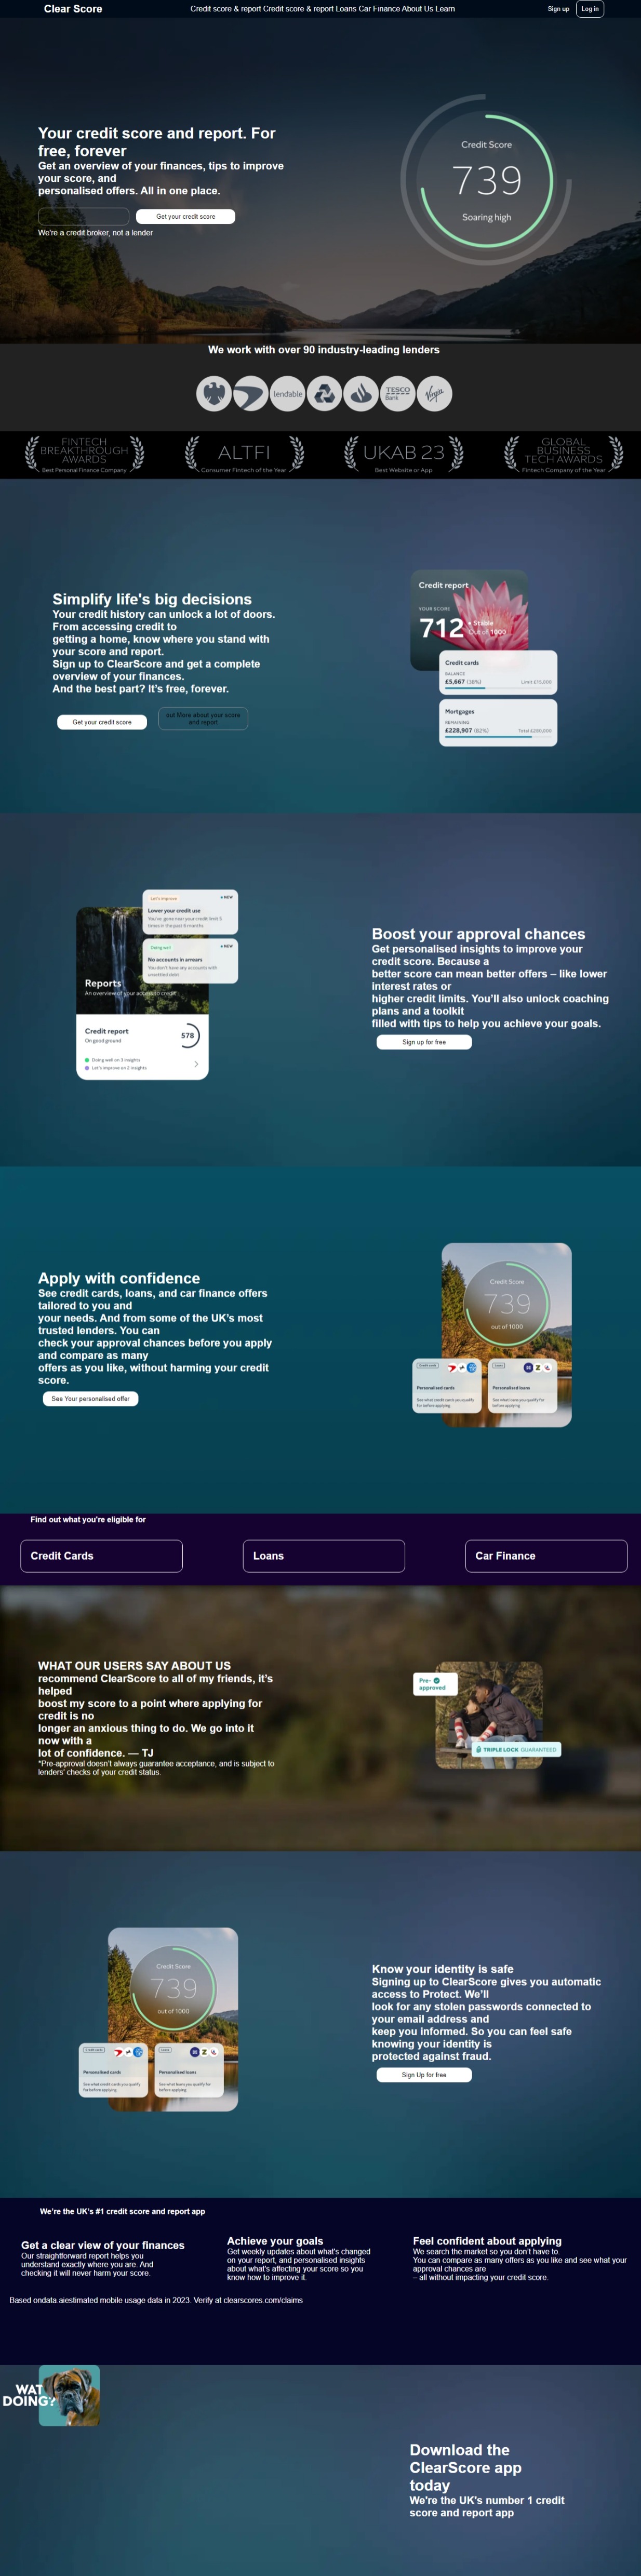 Clear Score
Credit score & report Credit score & report Loans Car Finance About Us Learn
Sign up
Log in
Your credit score and report. For
free, forever
Get an overview of your finances, tips to improve
your score, and
personalised offers. All in one place.
Get your credit score
We're a credit broker, not a lender
Credit Score
739
Soaring high
We work with over 90 industry-leading lenders
lendable
TESCO
Bank
Virgin
FINTECH
BREAKTHROUGH
AWARDS
Best Personal Finance Company
ALTFI
Consumer Fintech of the Year
UKAB 23
Best Website or App
GLOBAL
BUSINESS
TECH AWARDS
Fintech Company of the Year
Simplify life's big decisions
Your credit history can unlock a lot of doors.
From accessing credit to
getting a home, know where you stand with
your score and report.
Sign up to ClearScore and get a complete
overview of your finances.
And the best part? It's free, forever.
Get your credit score
out More about your score
and report
Credit report
YOUR SCORE
712
Stable
Out of 1000
Credit cards
BALANCE
£5,667 (38%)
Limit £15,000
Mortgages
REMAINING
£228,907 (82%)
Total £280,000
Let's improve
NEW
Lower your credit use
You've gone near your credit limit 5
times in the past 8 months
Doing well
NEW
No accounts in arrears
You don't have any accounts with
unsettled debt
Reports
An overview of your access to credit
Credit report
On good ground
578
Doing well on 3 insights
Let's improve on 2 insights
Boost your approval chances
Get personalised insights to improve your
credit score. Because a
better score can mean better offers – like lower
interest rates or
higher credit limits. You'll also unlock coaching
plans and a toolkit
filled with tips to help you achieve your goals.
Sign up for free
Apply with confidence
See credit cards, loans, and car finance offers
tailored to you and
your needs. And from some of the UK's most
trusted lenders. You can
check your approval chances before you apply
and compare as many
offers as you like, without harming your credit
score.
See Your personalised offer
Credit Score
739
out of 1000
Credit cards
Personalised cards
See what credit cards you qualify
for before applying
Loans
Personalised loans
See what loans you qualify for
before applying
Find out what you're eligible for
Credit Cards
Loans
Car Finance
WHAT OUR USERS SAY ABOUT US
recommend ClearScore to all of my friends, it's
helped
boost my score to a point where applying for
credit is no
longer an anxious thing to do. We go into it
now with a
lot of confidence. — TJ
*Pre-approval doesn't always guarantee acceptance, and is subject to
lenders' checks of your credit status.
Pre-
approved
TRIPLE LOCK GUARANTEED
Credit Score
739
out of 1000
Credit cards
Personalised cards
See what credit cards you qualify
for before applying
Loans
Personalised loans
See what loans you qualify for
before applying
Know your identity is safe
Signing up to ClearScore gives you automatic
access to Protect. We'll
look for any stolen passwords connected to
your email address and
keep you informed. So you can feel safe
knowing your identity is
protected against fraud.
Sign Up for free
We're the UK's #1 credit score and report app
Get a clear view of your finances
Our straightforward report helps you
understand exactly where you are. And
checking it will never harm your score.
Achieve your goals
Get weekly updates about what's changed
on your report, and personalised insights
about what's affecting your score so you
know how to improve it.
Feel confident about applying
We search the market so you don't have to.
You can compare as many offers as you like and see what your
approval chances are
– all without impacting your credit score.
Based ondata.aiestimated mobile usage data in 2023. Verify at clearscores.com/claims
WAT
DOING?
Download the
ClearScore app
today
We're the UK's number 1 credit
score and report app